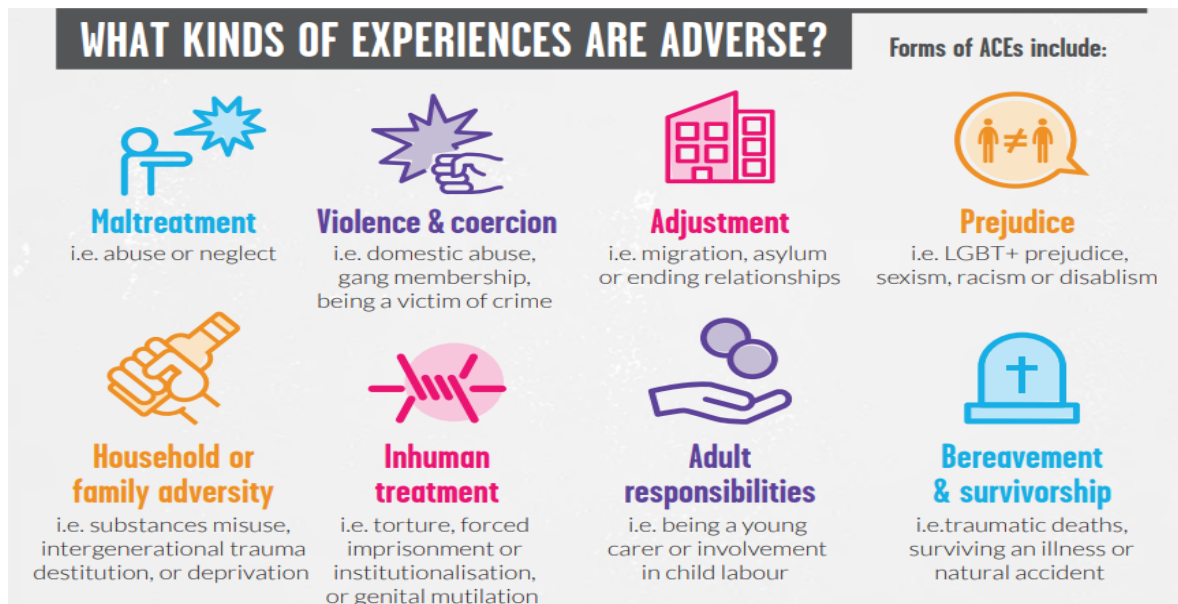 WHAT KINDS OF EXPERIENCES ARE ADVERSE?
Forms of ACEs include:
Maltreatment
i.e. abuse or neglect
Violence & coercion
i.e. domestic abuse,
gang membership,
being a victim of crime
Adjustment
i.e. migration, asylum
or ending relationships
Prejudice
i.e. LGBT+ prejudice,
sexism, racism or disablism
Household or
family adversity
i.e. substances misuse,
intergenerational trauma
destitution, or deprivation
Inhuman
treatment
i.e. torture, forced
imprisonment or
institutionalisation,
or genital mutilation
Adult
responsibilities
i.e. being a young
carer or involvement
in child labour
Bereavement
& survivorship
i.e.traumatic deaths,
surviving an illness or
natural accident